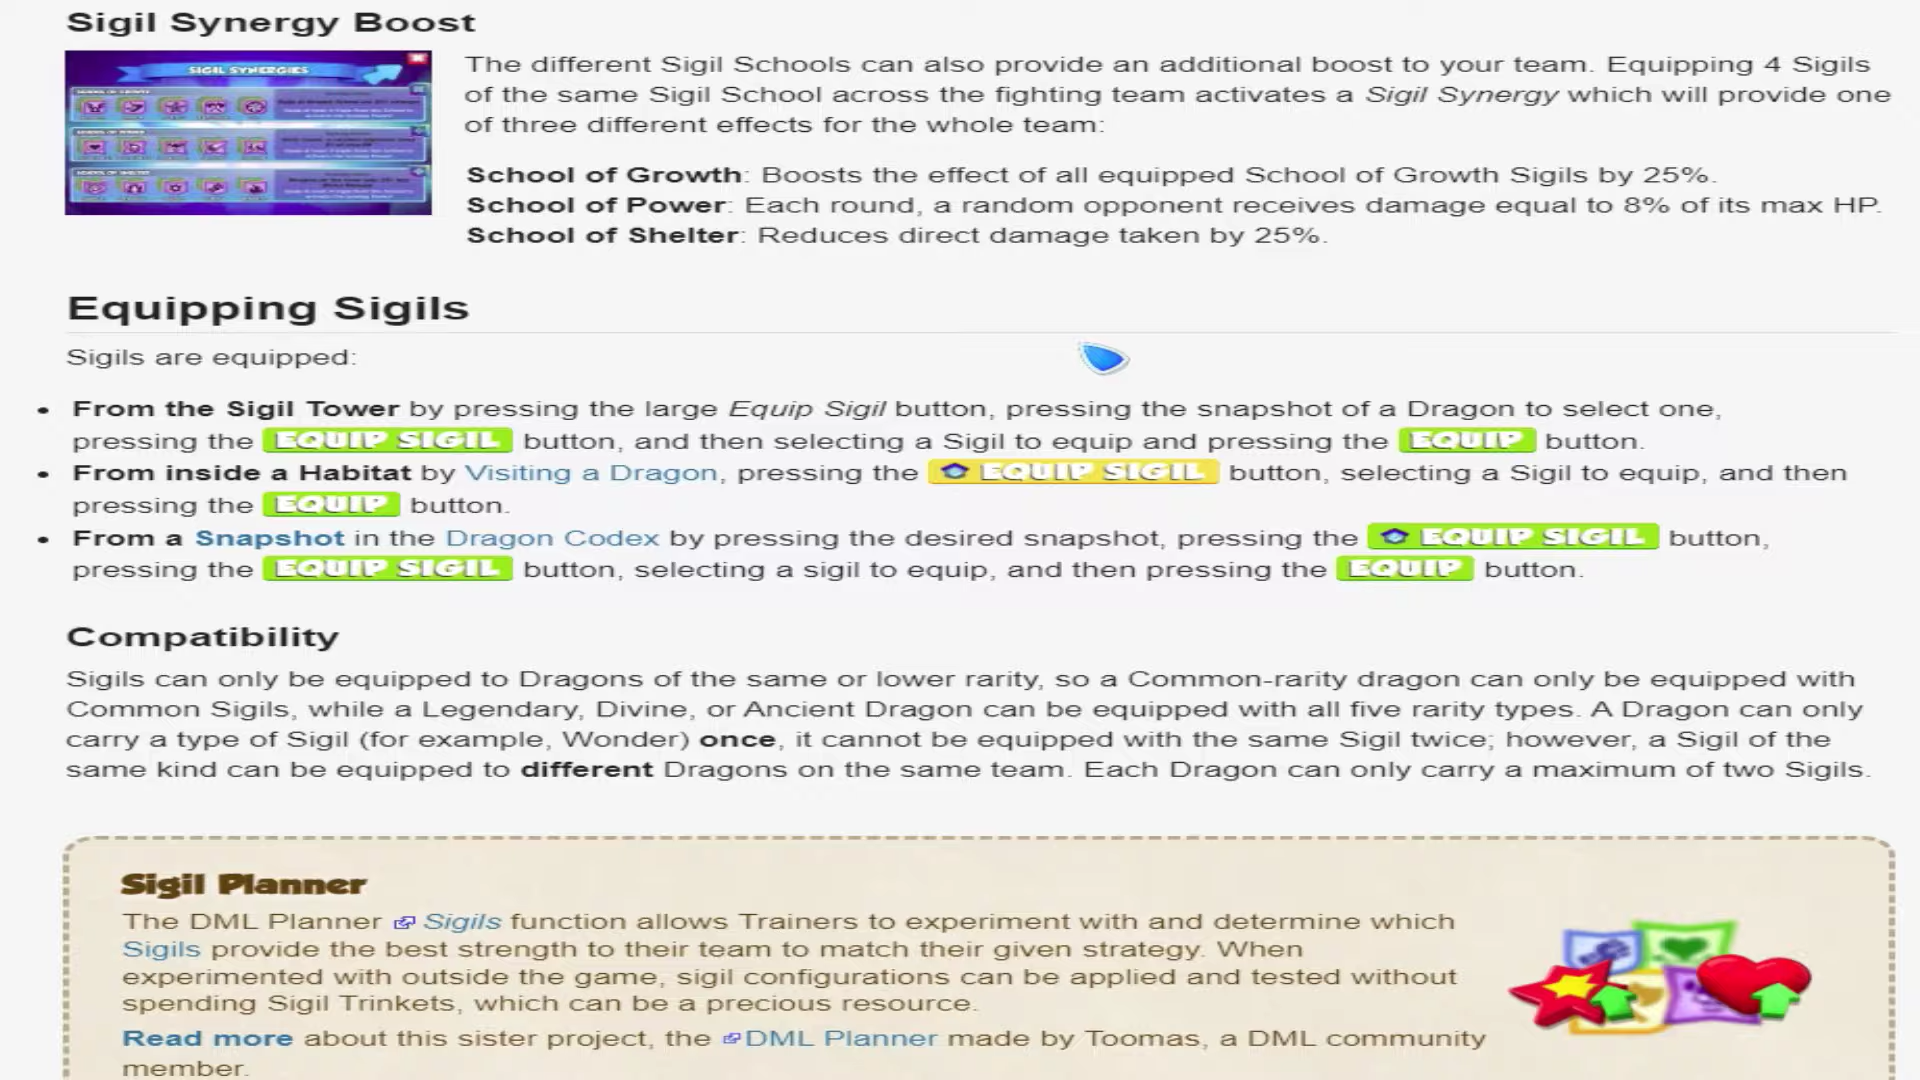 Sigil Synergy Boost
SIGIL SYNERGIES
The different Sigil Schools can also provide an additional boost to your team. Equipping 4 Sigils
of the same Sigil School across the fighting team activates a Sigil Synergy which will provide one
of three different effects for the whole team:
School of Growth: Boosts the effect of all equipped School of Growth Sigils by 25%.
School of Power: Each round, a random opponent receives damage equal to 8% of its max HP.
School of Shelter: Reduces direct damage taken by 25%.
Equipping Sigils
Sigils are equipped:
• From the Sigil Tower by pressing the large Equip Sigil button, pressing the snapshot of a Dragon to select one,
pressing the EQUIP SIGIL button, and then selecting a Sigil to equip and pressing the EQUIP button.
• From inside a Habitat by Visiting a Dragon, pressing the EQUIP SIGIL button, selecting a Sigil to equip, and then
pressing the EQUIP button.
• From a Snapshot in the Dragon Codex by pressing the desired snapshot, pressing the EQUIP SIGIL button,
pressing the EQUIP SIGIL button, selecting a sigil to equip, and then pressing the EQUIP button.
Compatibility
Sigils can only be equipped to Dragons of the same or lower rarity, so a Common-rarity dragon can only be equipped with
Common Sigils, while a Legendary, Divine, or Ancient Dragon can be equipped with all five rarity types. A Dragon can only
carry a type of Sigil (for example, Wonder) once, it cannot be equipped with the same Sigil twice; however, a Sigil of the
same kind can be equipped to different Dragons on the same team. Each Dragon can only carry a maximum of two Sigils.
Sigil Planner
The DML Planner Sigils function allows Trainers to experiment with and determine which
Sigils provide the best strength to their team to match their given strategy. When
experimented with outside the game, sigil configurations can be applied and tested without
spending Sigil Trinkets, which can be a precious resource.
Read more about this sister project, the DML Planner made by Toomas, a DML community
member.